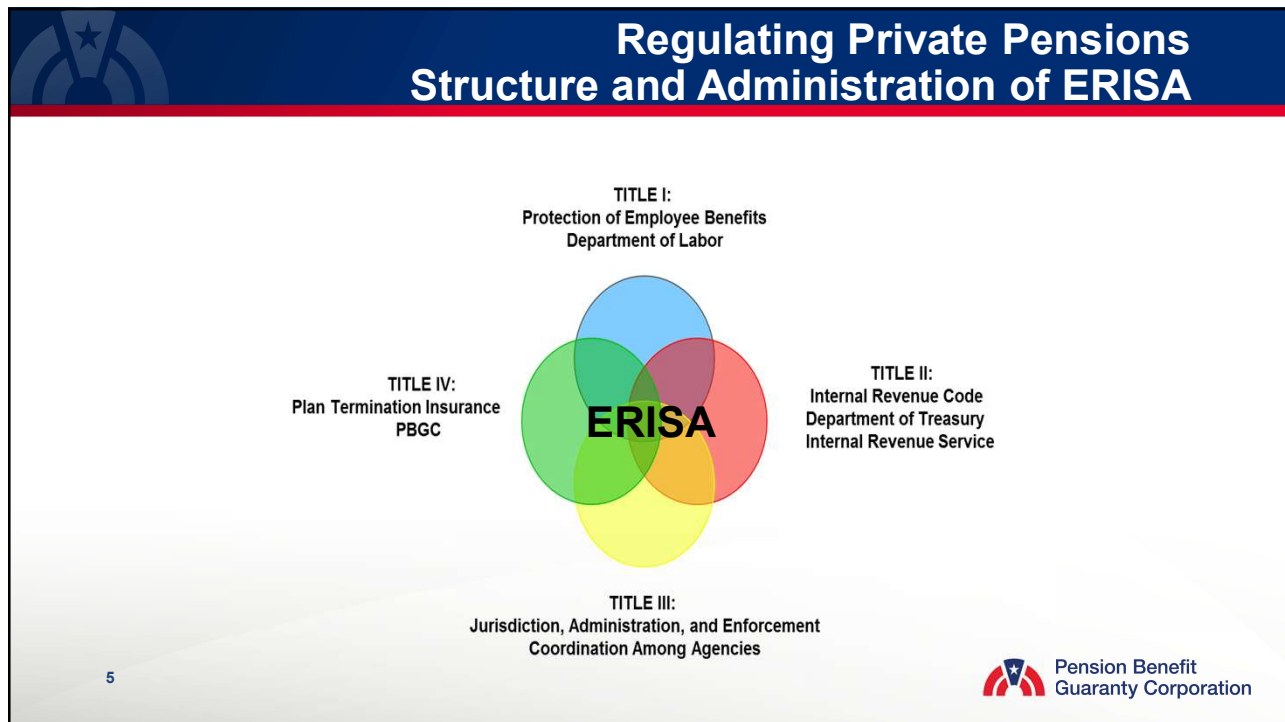 Regulating Private Pensions
Structure and Administration of ERISA
TITLE I:
Protection of Employee Benefits
Department of Labor
TITLE IV:
Plan Termination Insurance
PBGC
ERISA
TITLE II:
Internal Revenue Code
Department of Treasury
Internal Revenue Service
TITLE III:
Jurisdiction, Administration, and Enforcement
Coordination Among Agencies
5
Pension Benefit
Guaranty Corporation